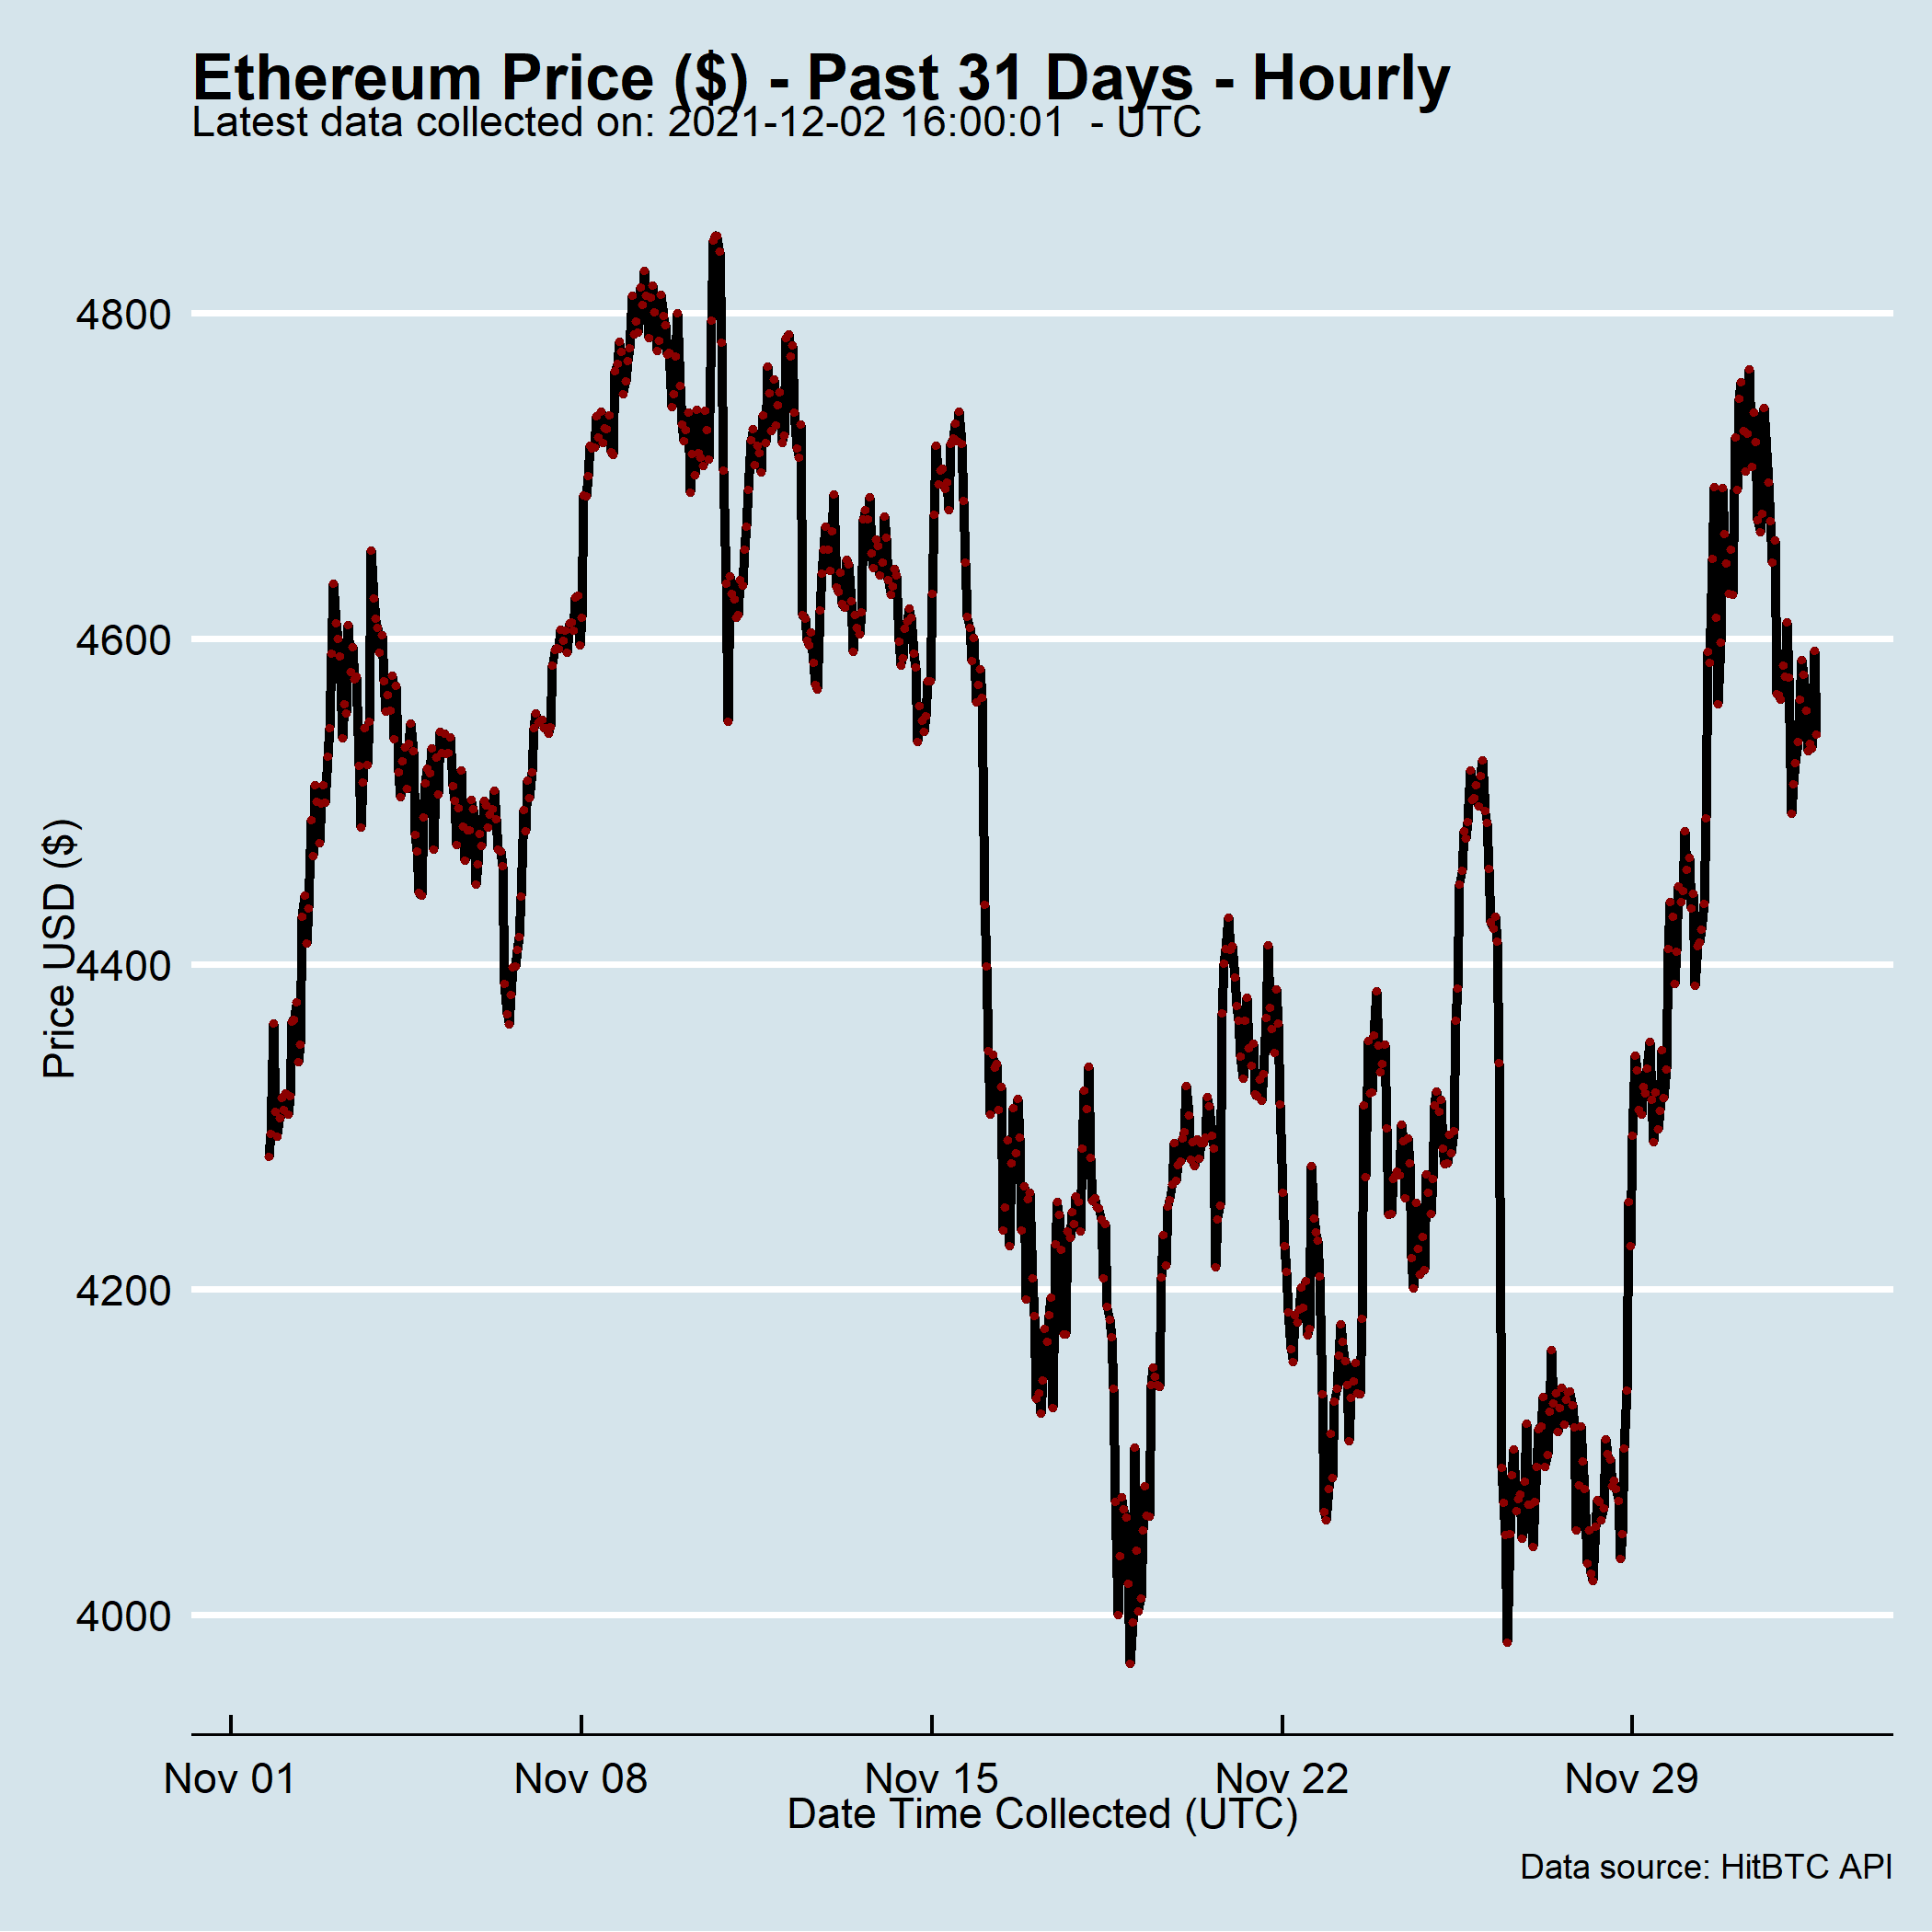 Ethereum Price ($) - Past 31 Days - Hourly
Latest data collected on: 2021-12-02 16:00:01  - UTC
Price USD ($)
4800
4600
4400
4200
4000
Nov 01 Nov 08 Nov 15 Nov 22 Nov 29
Date Time Collected (UTC)
Data source: HitBTC API